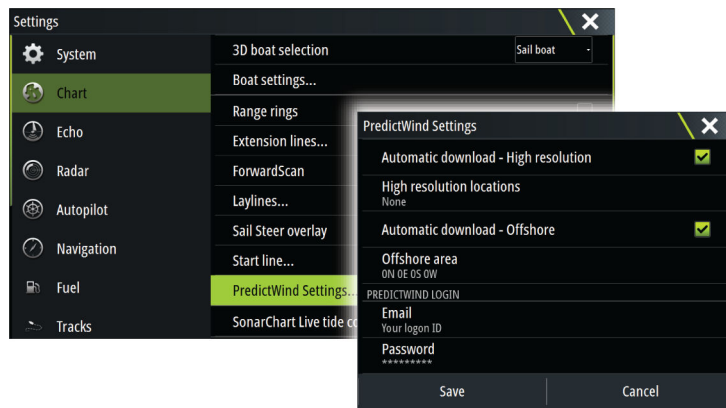 Settings
System
Chart
Echo
Radar
Autopilot
Navigation
Fuel
Tracks
3D boat selection
Sail boat
Boat settings...
Range rings
Extension lines...
ForwardScan
Laylines...
Sail Steer overlay
Start line...
PredictWind Settings...
SonarChart Live tide
PredictWind Settings
Automatic download - High resolution
High resolution locations
None
Automatic download - Offshore
Offshore area
0N 0E 0S 0W
PREDICTWIND LOGIN
Email
Your logon ID
Password
*********
Save
Cancel